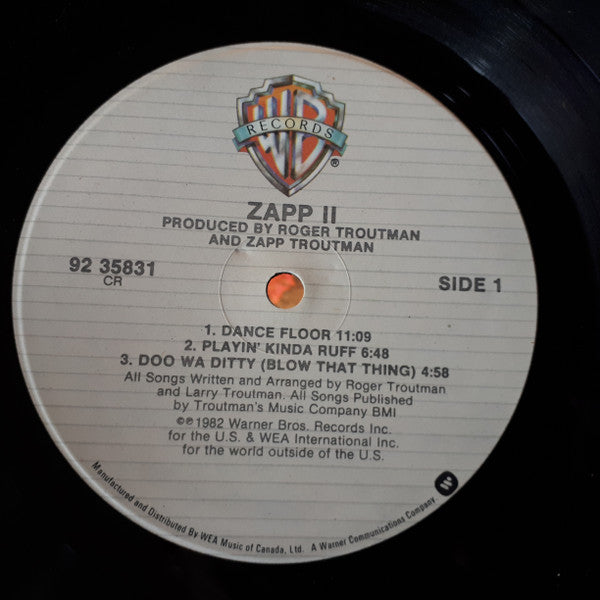 WB
RECORDS
®
ZAPP II
PRODUCED BY ROGER TROUTMAN
AND ZAPP TROUTMAN
92 35831
CR
SIDE 1
1. DANCE FLOOR 11:09
2. PLAYIN' KINDA RUFF 6:48
3. DOO WA DITTY (BLOW THAT THING) 4:58
All Songs Written and Arranged by Roger Troutman
and Larry Troutman. All Songs Published
by Troutman's Music Company BMI
©℗1982 Warner Bros. Records Inc.
for the U.S. & WEA International Inc.
for the world outside of the U.S.
Manufactured and Distributed By WEA Music of Canada, Ltd. A Warner Communications Company